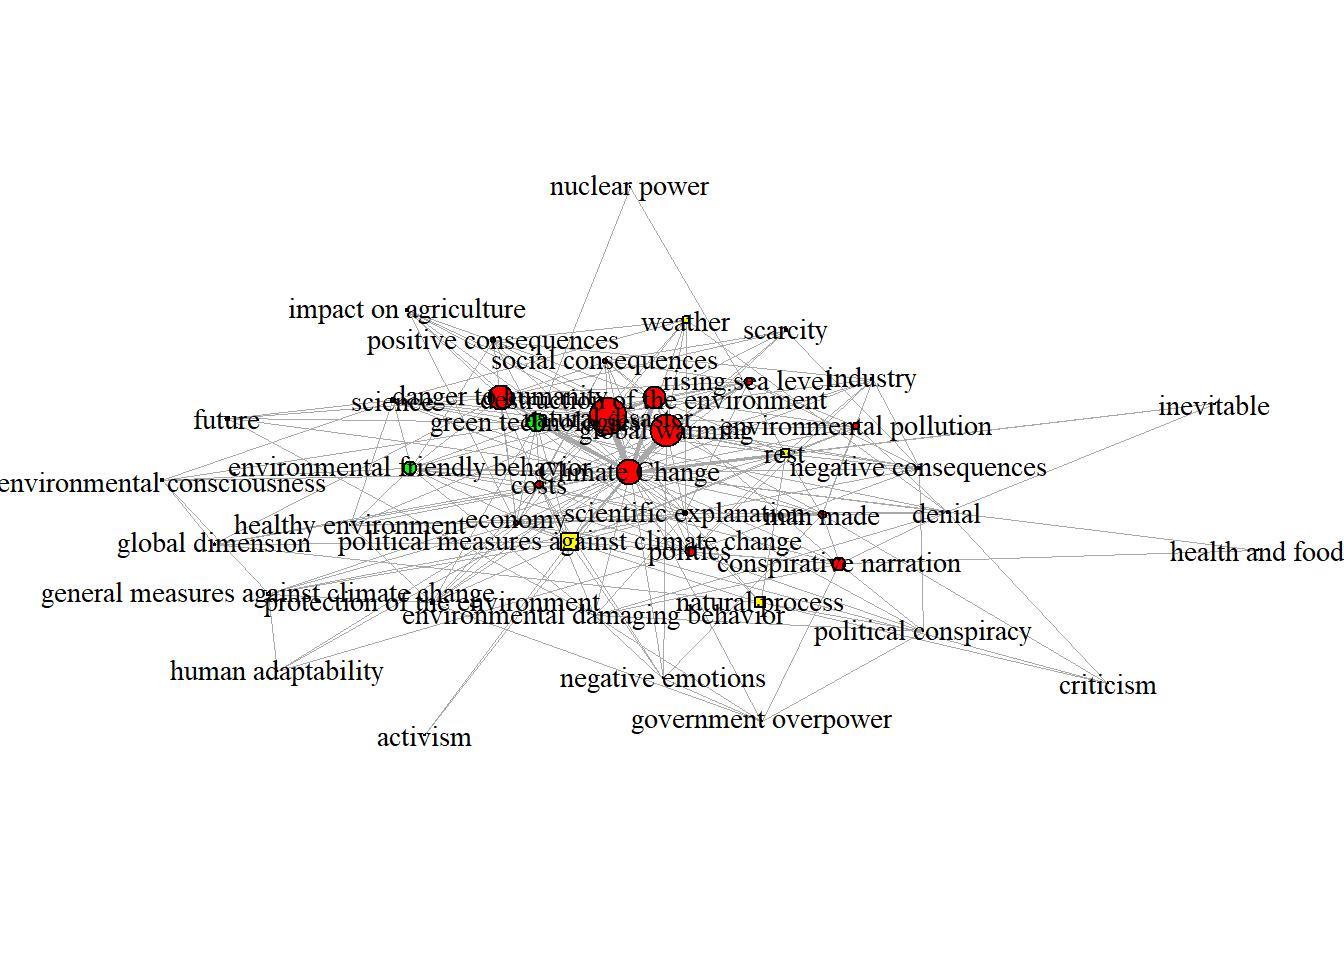 nuclear power
impact on agriculture
weather
scarcity
positive consequences
social consequences
industry
rising sea level
danger to humanity
destruction of the environment
science
inevitable
future
natural disaster
green technologies
environmental pollution
global warming
rest
environmental friendly behavior
negative consequences
Climate Change
environmental consciousness
costs
scientific explanation
man made
denial
healthy environment
economy
global dimension
political measures against climate change
politics
health and food
conspirative narration
general measures against climate change
protection of the environment
natural process
environmental damaging behavior
political conspiracy
human adaptability
negative emotions
criticism
government overpower
activism